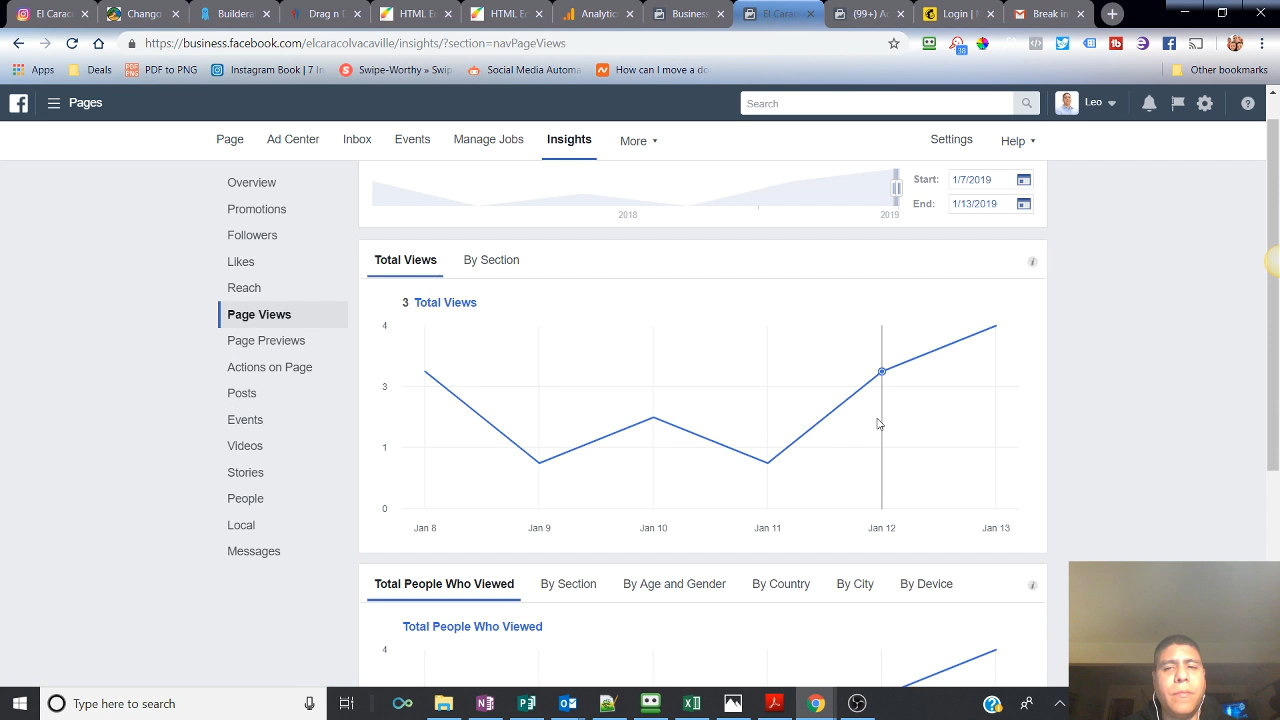 El Carac
Chango
Buildera
Drag n D
HTML Ec
HTML Ec
Analytic
Business
El Carac
(99+) A
Login | M
Break in
https://business.facebook.com/elcaracolvacaville/insights/?section=navPageViews
38
Apps
Deals
PDF to PNG
Instagram Book | 7 In
Swipe-Worthy » Swip
Social Media Automa
How can I move a do
Other bookmarks
Pages
Search
Leo
Page
Ad Center
Inbox
Events
Manage Jobs
Insights
More
Settings
Help
Overview
Promotions
Followers
Likes
Reach
Page Views
Page Previews
Actions on Page
Posts
Events
Videos
Stories
People
Local
Messages
2018
2019
Start: 1/7/2019
End: 1/13/2019
Total Views
By Section
3 Total Views
4
3
1
0
Jan 8
Jan 9
Jan 10
Jan 11
Jan 12
Jan 13
Total People Who Viewed
By Section
By Age and Gender
By Country
By City
By Device
Total People Who Viewed
4
Type here to search